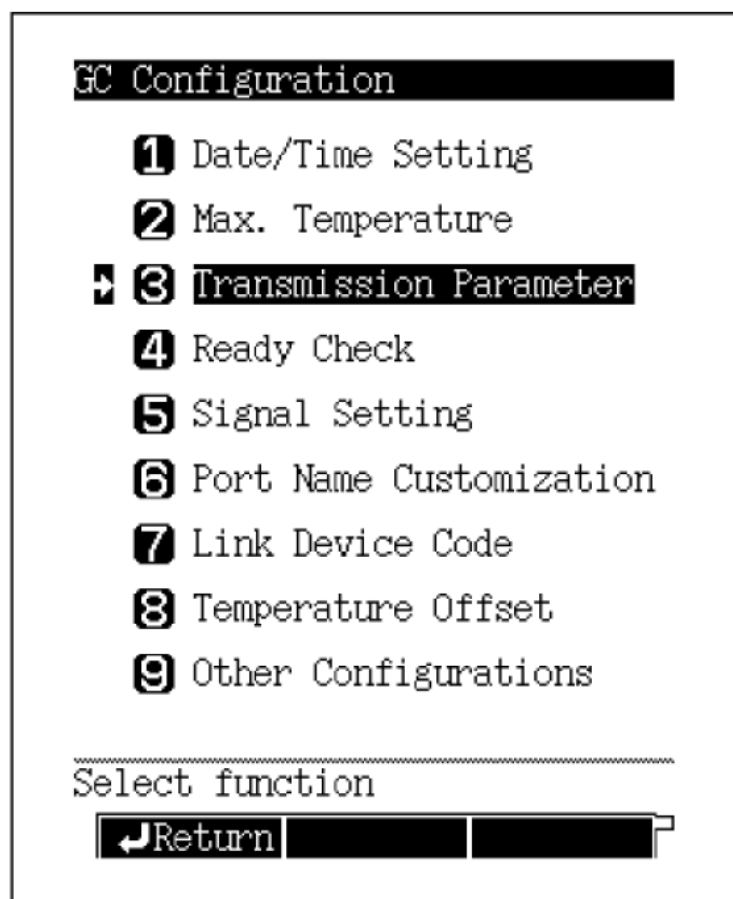 GC Configuration
1 Date/Time Setting
2 Max. Temperature
3 Transmission Parameter
4 Ready Check
5 Signal Setting
6 Port Name Customization
7 Link Device Code
8 Temperature Offset
9 Other Configurations
Select function
Return